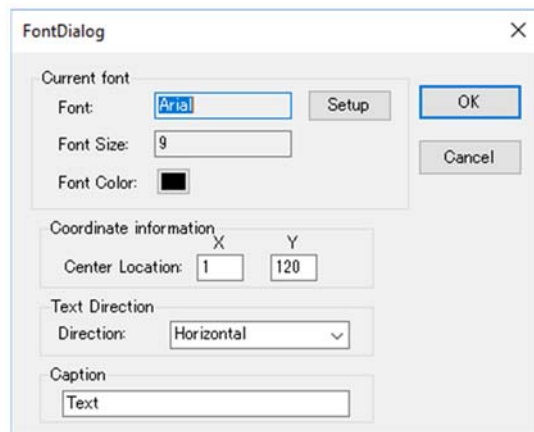 FontDialog
Current font
Font: Arial Setup OK
Font Size: 9
Cancel
Font Color:
Coordinate information
X Y
Center Location: 1 120
Text Direction
Direction: Horizontal
Caption
Text